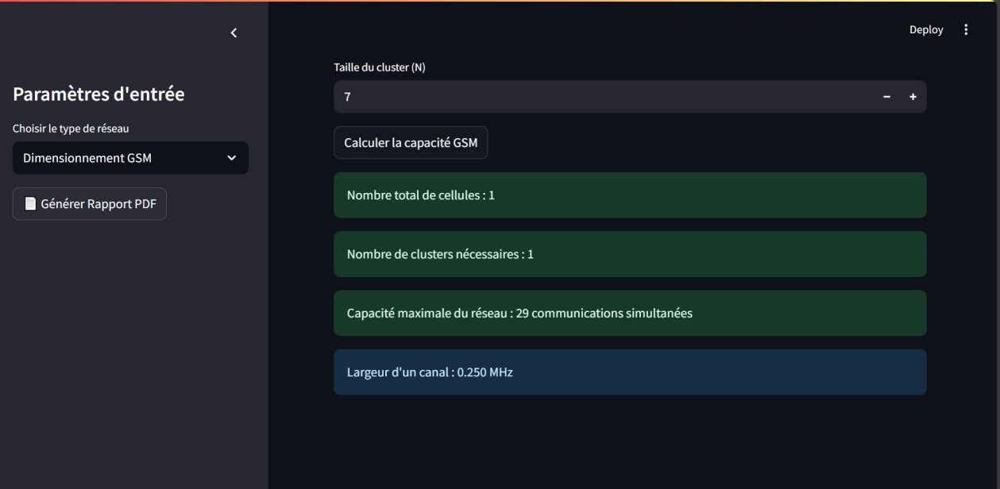 Paramètres d'entrée
Choisir le type de réseau
Dimensionnement GSM
Générer Rapport PDF
Deploy
Taille du cluster (N)
7
Calculer la capacité GSM
Nombre total de cellules : 1
Nombre de clusters nécessaires : 1
Capacité maximale du réseau : 29 communications simultanées
Largeur d'un canal : 0.250 MHz